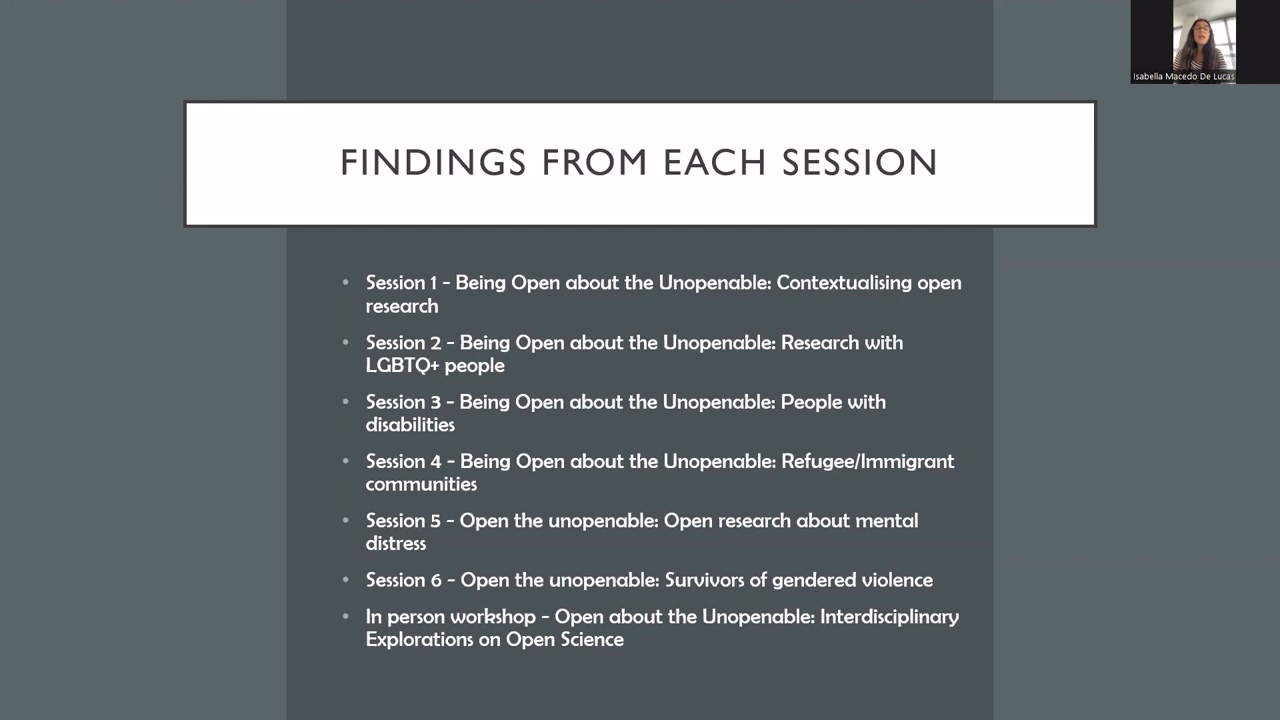 Isabella Macedo De Lucas
FINDINGS FROM EACH SESSION
• Session 1 - Being Open about the Unopenable: Contextualising open
research
• Session 2 - Being Open about the Unopenable: Research with
LGBTQ+ people
• Session 3 - Being Open about the Unopenable: People with
disabilities
• Session 4 - Being Open about the Unopenable: Refugee/Immigrant
communities
• Session 5 - Open the unopenable: Open research about mental
distress
• Session 6 - Open the unopenable: Survivors of gendered violence
• In person workshop - Open about the Unopenable: Interdisciplinary
Explorations on Open Science